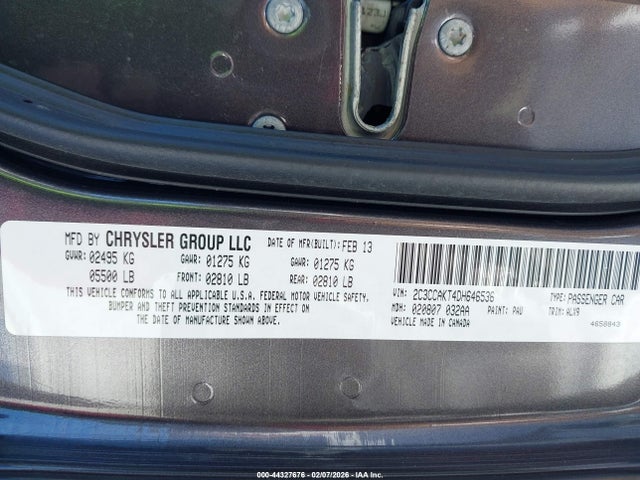 123J
MFD BY CHRYSLER GROUP LLC DATE OF MFR(BUILT): FEB 13
GVWR: 02495 KG GAWR: 01275 KG GAWR: 01275 KG
05500 LB FRONT: 02810 LB REAR: 02810 LB
THIS VEHICLE CONFORMS TO ALL APPLICABLE U.S.A. FEDERAL MOTOR VEHICLE SAFETY,
BUMPER AND THEFT PREVENTION STANDARDS IN EFFECT ON
THE DATE OF MANUFACTURE SHOWN ABOVE.
VIN: 2C3CCAKT4DH646536 TYPE: PASSENGER CAR
MDH: 020807 032AA PAINT: PAU TRIM: ALX9
VEHICLE MADE IN CANADA 4658843
000-44327676 - 02/07/2026 - IAA Inc.